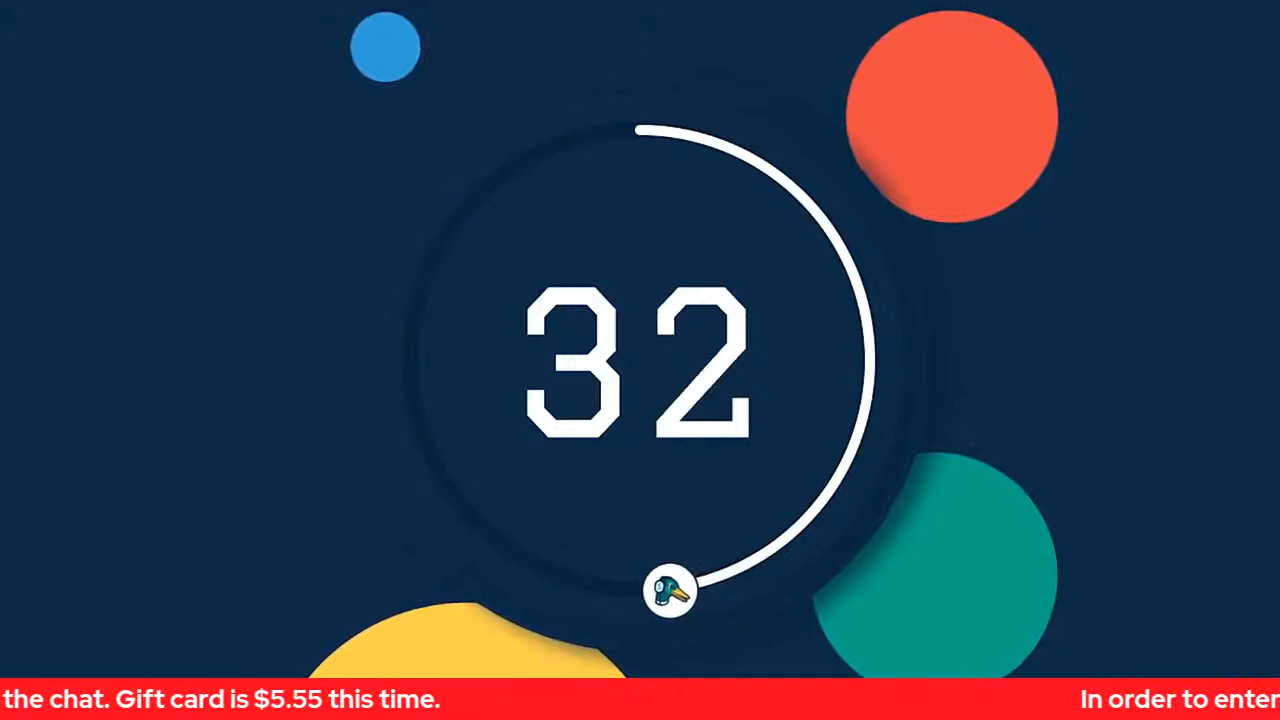 32
the chat. Gift card is $5.55 this time. In order to enter